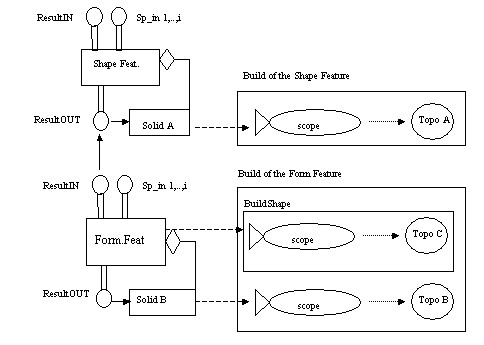 ResultIN
Sp_in 1,..,i
Shape Feat.
Build of the Shape Feature
ResultOUT
Solid A
scope
Topo A
ResultIN
Sp_in 1,..,i
Build of the Form Feature
BuildShape
Form.Feat
scope
Topo C
ResultOUT
Solid B
scope
Topo B